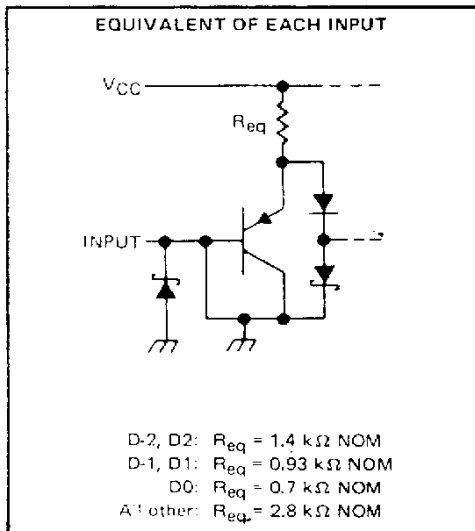 EQUIVALENT OF EACH INPUT
VCC
Req
INPUT
D-2, D2: Req = 1.4 kΩ NOM
D-1, D1: Req = 0.93 kΩ NOM
D0: Req = 0.7 kΩ NOM
All other: Req = 2.8 kΩ NOM